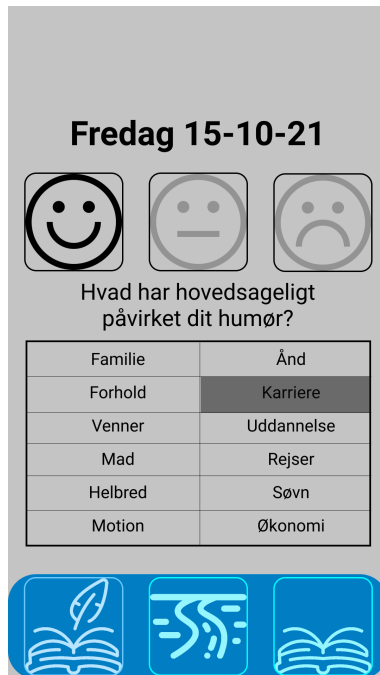 Fredag 15-10-21
Hvad har hovedsageligt
påvirket dit humør?
Familie Ånd
Forhold Karriere
Venner Uddannelse
Mad Rejser
Helbred Søvn
Motion Økonomi